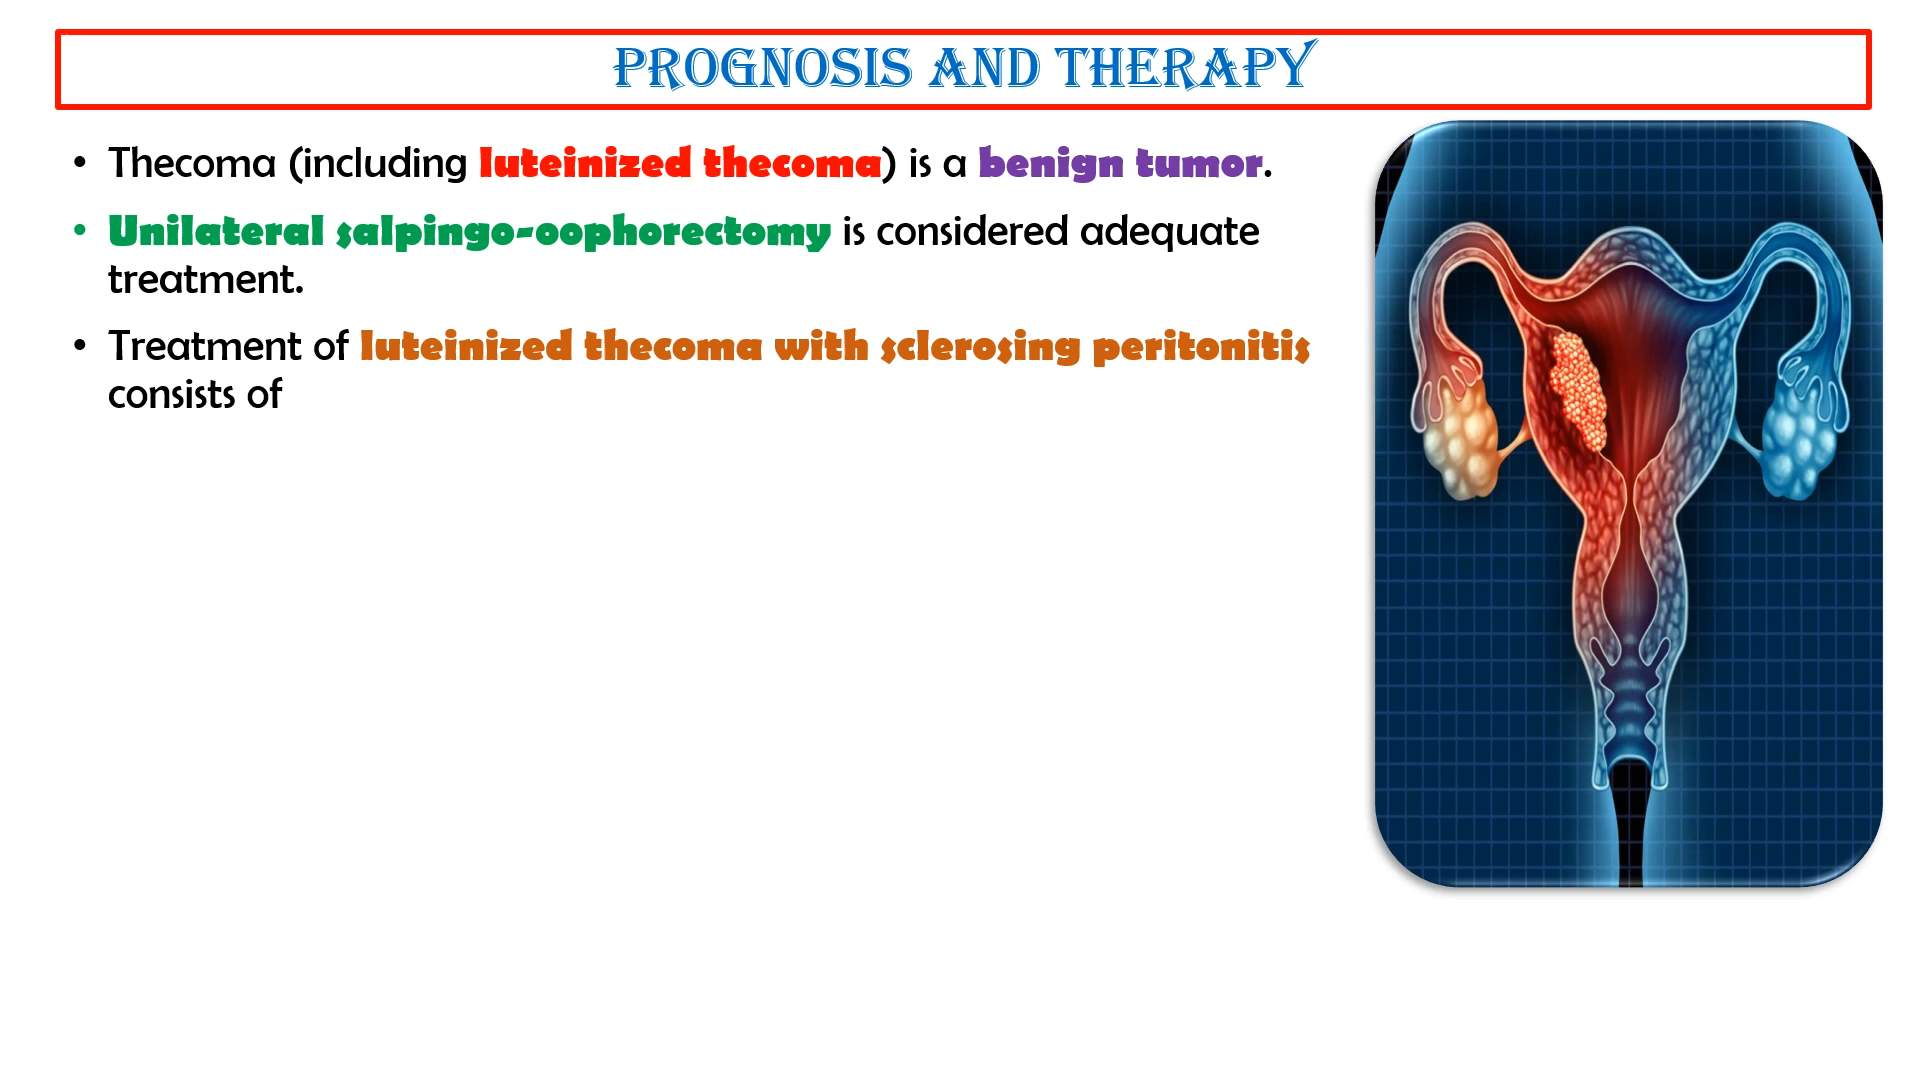 PROGNOSIS AND THERAPY
• Thecoma (including luteinized thecoma) is a benign tumor.
• Unilateral salpingo-oophorectomy is considered adequate
treatment.
• Treatment of luteinized thecoma with sclerosing peritonitis
consists of